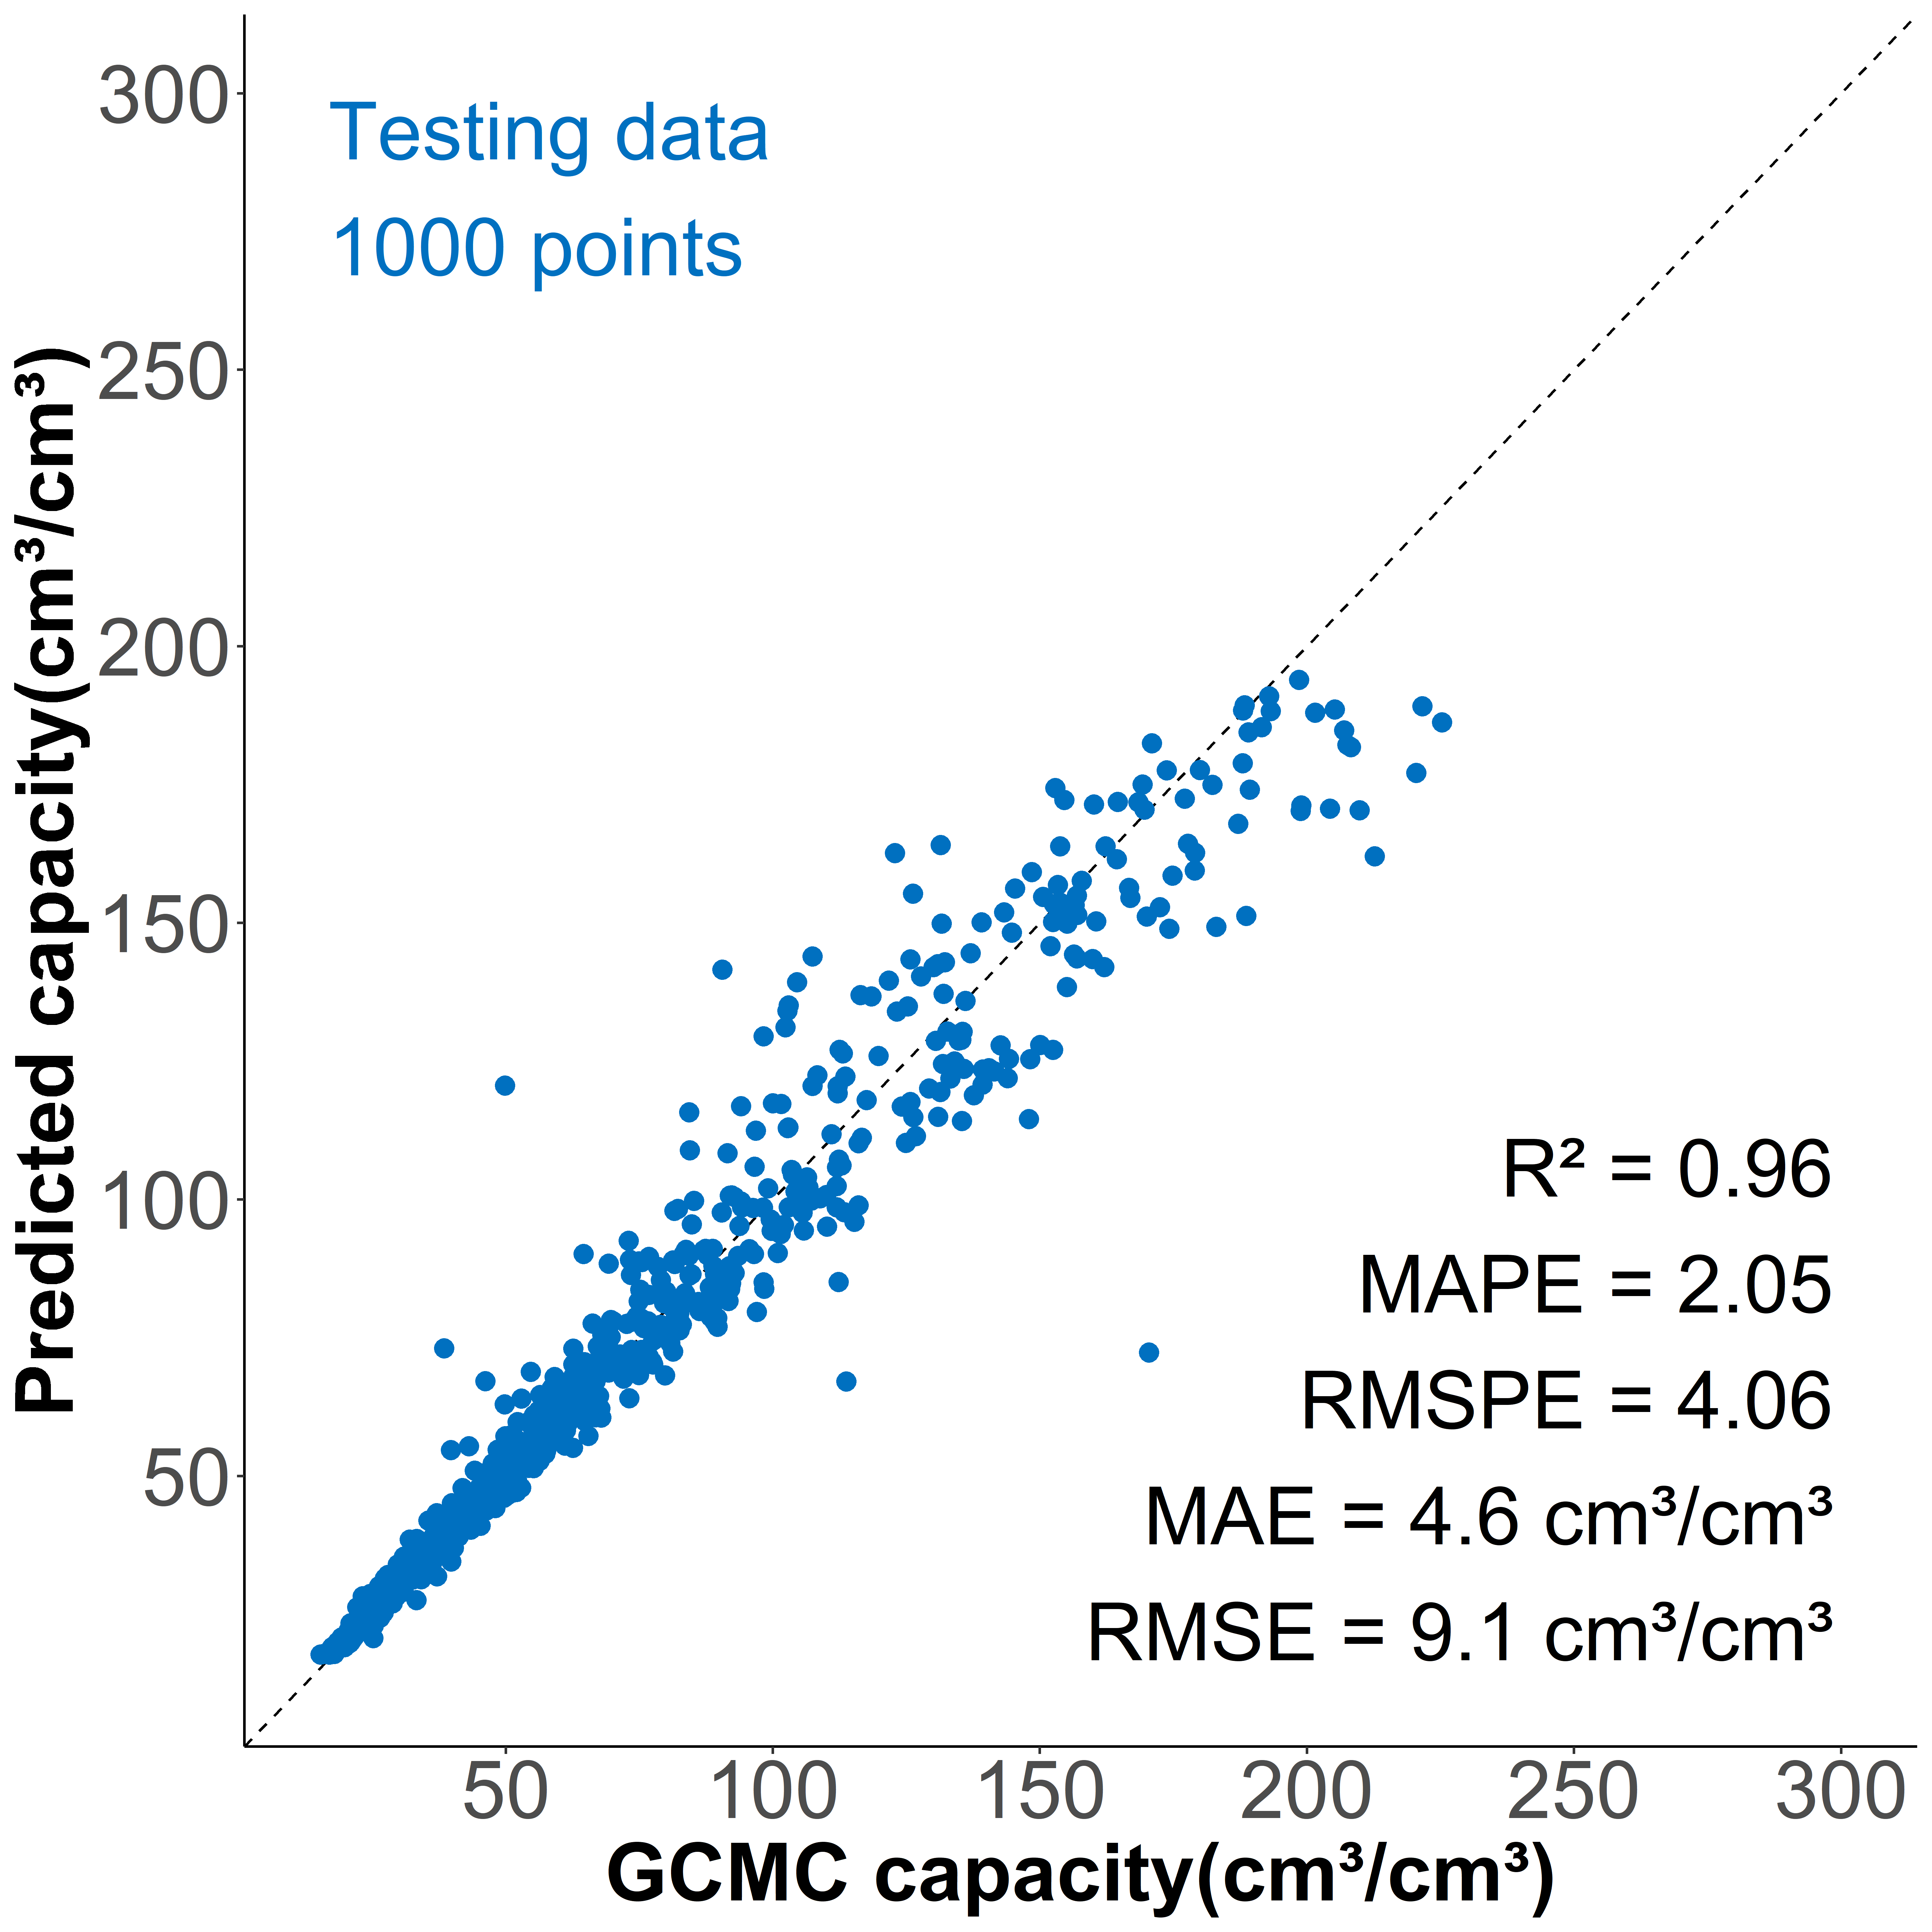 Testing data
1000 points
Predicted capacity(cm³/cm³)
300
250
200
150
100
50
R² = 0.96
MAPE = 2.05
RMSPE = 4.06
MAE = 4.6 cm³/cm³
RMSE = 9.1 cm³/cm³
50 100 150 200 250 300
GCMC capacity(cm³/cm³)